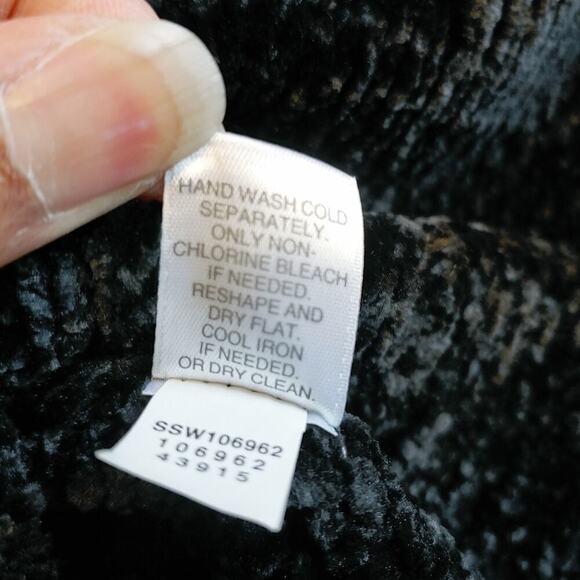 HAND WASH COLD
SEPARATELY.
ONLY NON-
CHLORINE BLEACH
IF NEEDED.
RESHAPE AND
DRY FLAT.
COOL IRON
IF NEEDED.
OR DRY CLEAN.
SSW106962
106962
43915